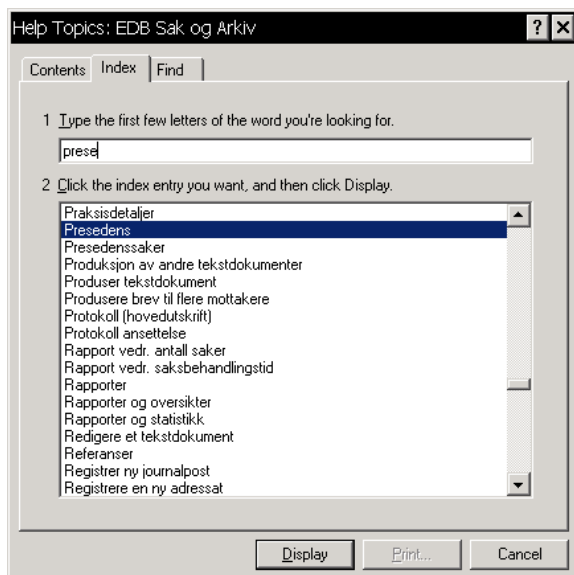 Help Topics: EDB Sak og Arkiv
Contents Index Find
1 Type the first few letters of the word you're looking for.
prese
2 Click the index entry you want, and then click Display.
Praksisdetaljer
Presedens
Presedenssaker
Produksjon av andre tekstdokumenter
Produser tekstdokument
Produsere brev til flere mottakere
Protokoll (hovedutskrift)
Protokoll ansettelse
Rapport vedr. antall saker
Rapport vedr. saksbehandlingstid
Rapporter
Rapporter og oversikter
Rapporter og statistikk
Redigere et tekstdokument
Referanser
Registrer ny journalpost
Registrere en ny adressat
Display Print... Cancel